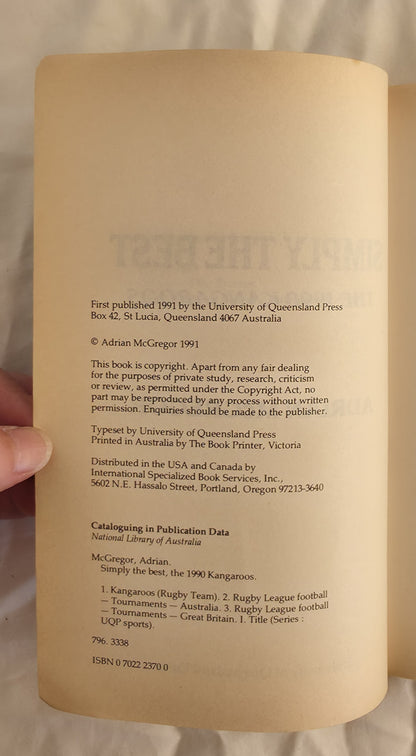 SIMPLY THE BEST
First published 1991 by the University of Queensland Press
Box 42, St Lucia, Queensland 4067 Australia
© Adrian McGregor 1991
This book is copyright. Apart from any fair dealing
for the purposes of private study, research, criticism
or review, as permitted under the Copyright Act, no
part may be reproduced by any process without written
permission. Enquiries should be made to the publisher.
Typeset by University of Queensland Press
Printed in Australia by The Book Printer, Victoria
Distributed in the USA and Canada by
International Specialized Book Services, Inc.,
5602 N.E. Hassalo Street, Portland, Oregon 97213-3640
Cataloguing in Publication Data
National Library of Australia
McGregor, Adrian.
Simply the best, the 1990 Kangaroos.
1. Kangaroos (Rugby Team). 2. Rugby League football
— Tournaments — Australia. 3. Rugby League football
— Tournaments — Great Britain. I. Title (Series :
UQP sports).
796. 3338
ISBN 0 7022 2370 0